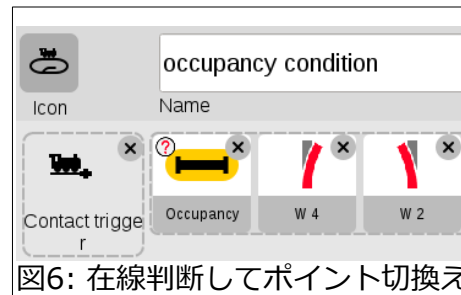 occupancy condition
Icon
Name
Contact trigge
r
Occupancy
W 4
W 2
図6: 在線判断してポイント切換え